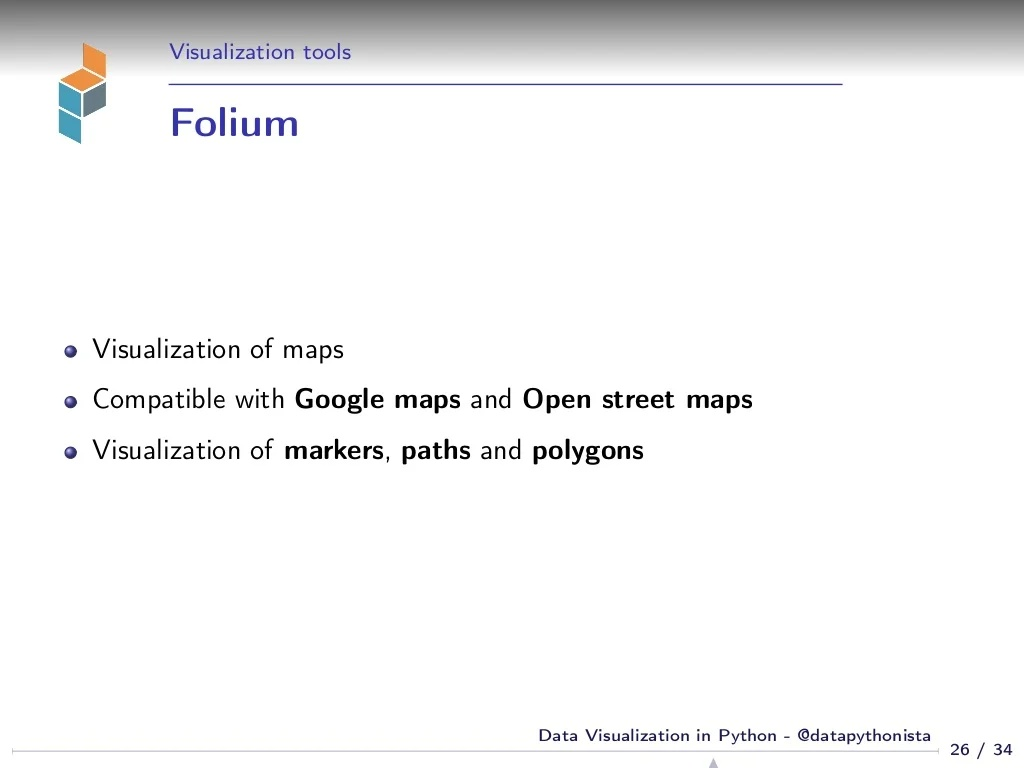 Visualization tools
Folium
Visualization of maps
Compatible with Google maps and Open street maps
Visualization of markers, paths and polygons
Data Visualization in Python - @datapythonista
26 / 34